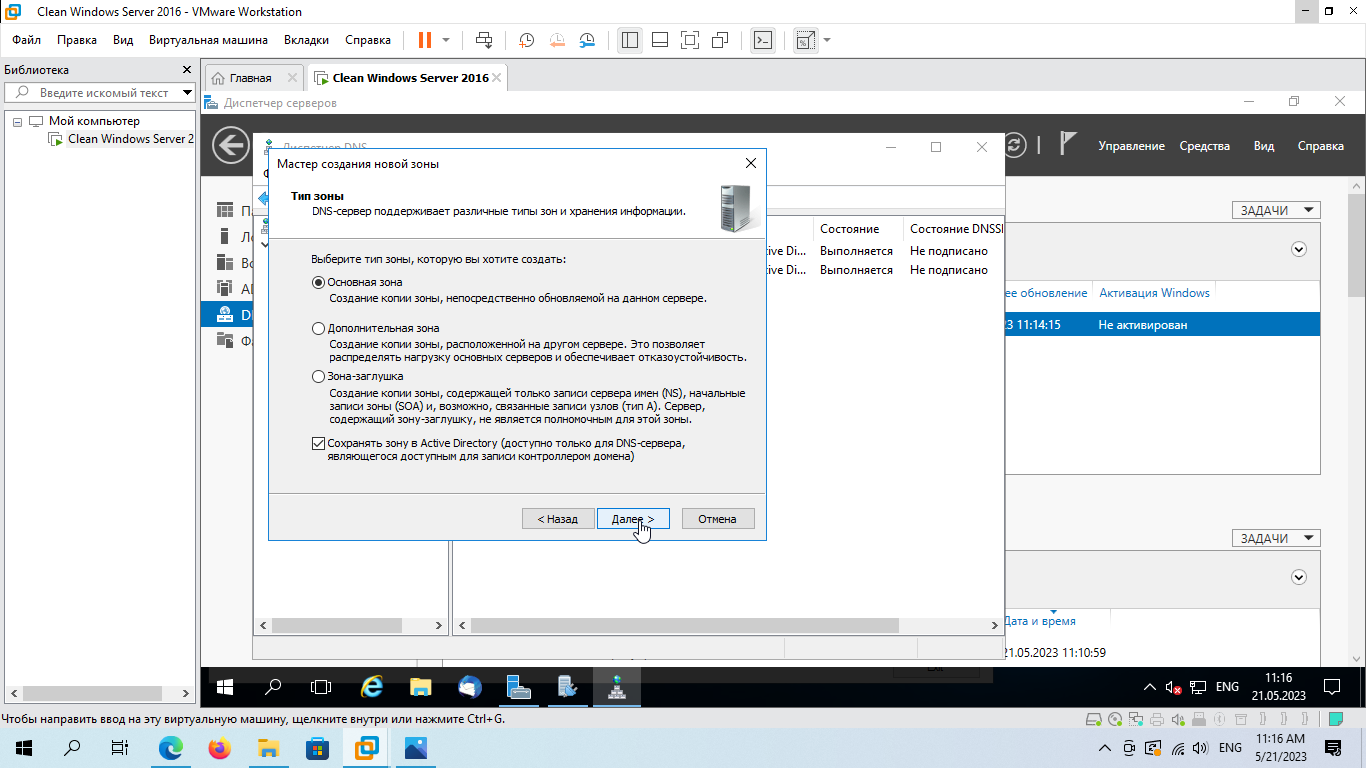 Clean Windows Server 2016 - VMware Workstation
Файл Правка Вид Виртуальная машина Вкладки Справка
Библиотека
Введите искомый текст
Мой компьютер
Clean Windows Server 2
Главная
Clean Windows Server 2016
Диспетчер серверов
Управление Средства Вид Справка
Диспетчер DNS
Мастер создания новой зоны
Тип зоны
DNS-сервер поддерживает различные типы зон и хранения информации.
Выберите тип зоны, которую вы хотите создать:
Основная зона
Создание копии зоны, непосредственно обновляемой на данном сервере.
Дополнительная зона
Создание копии зоны, расположенной на другом сервере. Это позволяет
распределять нагрузку основных серверов и обеспечивает отказоустойчивость.
Зона-заглушка
Создание копии зоны, содержащей только записи сервера имен (NS), начальные
записи зоны (SOA) и, возможно, связанные записи узлов (тип A). Сервер,
содержащий зону-заглушку, не является полномочным для этой зоны.
Сохранять зону в Active Directory (доступно только для DNS-сервера,
являющегося доступным для записи контроллером домена)
< Назад Далее > Отмена
Состояние Состояние DNSSI
ive Di... Выполняется Не подписано
ive Di... Выполняется Не подписано
ЗАДАЧИ
ее обновление Активация Windows
23 11:14:15 Не активирован
ЗАДАЧИ
Дата и время
21.05.2023 11:10:59
ENG
11:16
21.05.2023
Чтобы направить ввод на эту виртуальную машину, щелкните внутри или нажмите Ctrl+G.
ENG
11:16 AM
5/21/2023